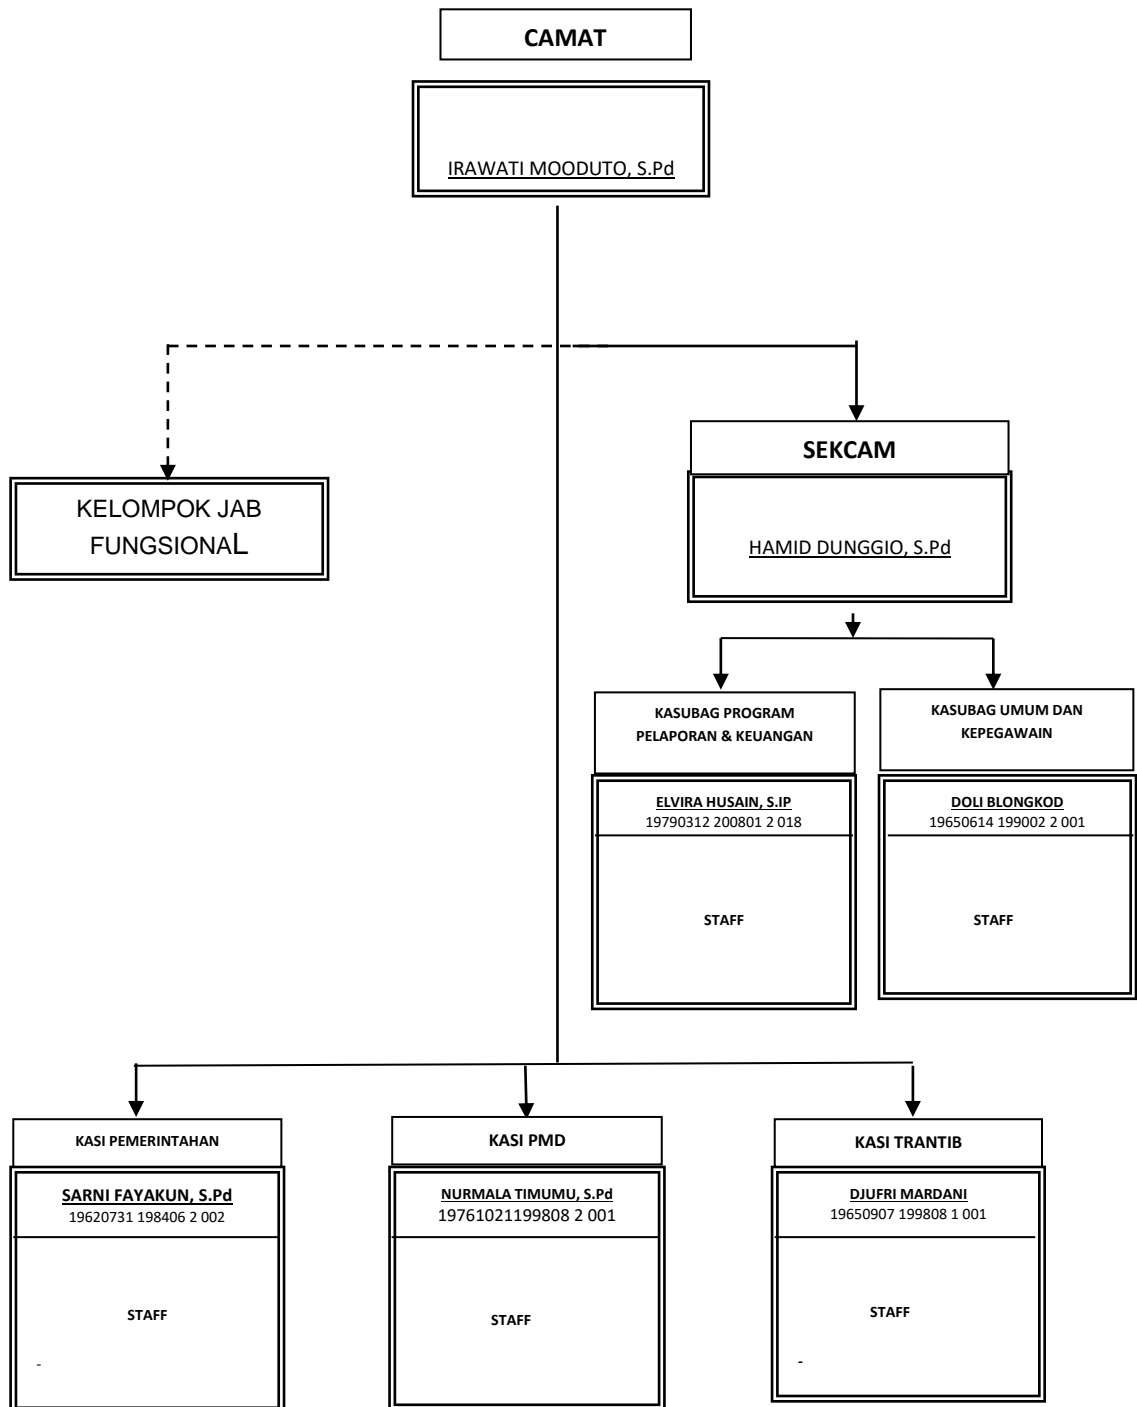 CAMAT
IRAWATI MOODUTO, S.Pd
SEKCAM
HAMID DUNGGIO, S.Pd
KELOMPOK JAB
FUNGSIONAL
KASUBAG PROGRAM
PELAPORAN & KEUANGAN
ELVIRA HUSAIN, S.IP
19790312 200801 2 018
STAFF
KASUBAG UMUM DAN
KEPEGAWAIN
DOLI BLONGKOD
19650614 199002 2 001
STAFF
KASI PEMERINTAHAN
SARNI FAYAKUN, S.Pd
19620731 198406 2 002
STAFF
-
KASI PMD
NURMALA TIMUMU, S.Pd
19761021199808 2 001
STAFF
KASI TRANTIB
DJUFRI MARDANI
19650907 199808 1 001
STAFF
-